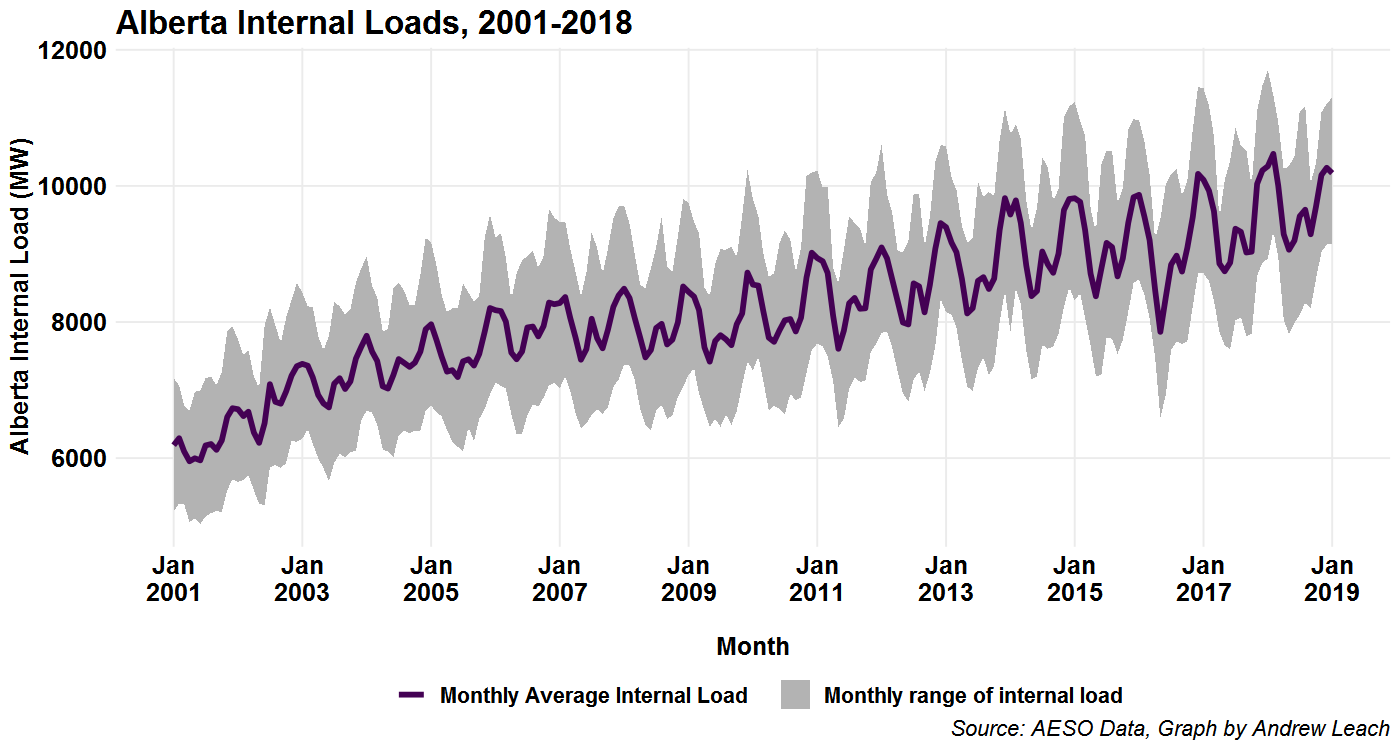 Alberta Internal Loads, 2001-2018
Alberta Internal Load (MW)
12000
10000
8000
6000
Jan Jan Jan Jan Jan Jan Jan Jan Jan Jan
2001 2003 2005 2007 2009 2011 2013 2015 2017 2019
Month
Monthly Average Internal Load Monthly range of internal load
Source: AESO Data, Graph by Andrew Leach